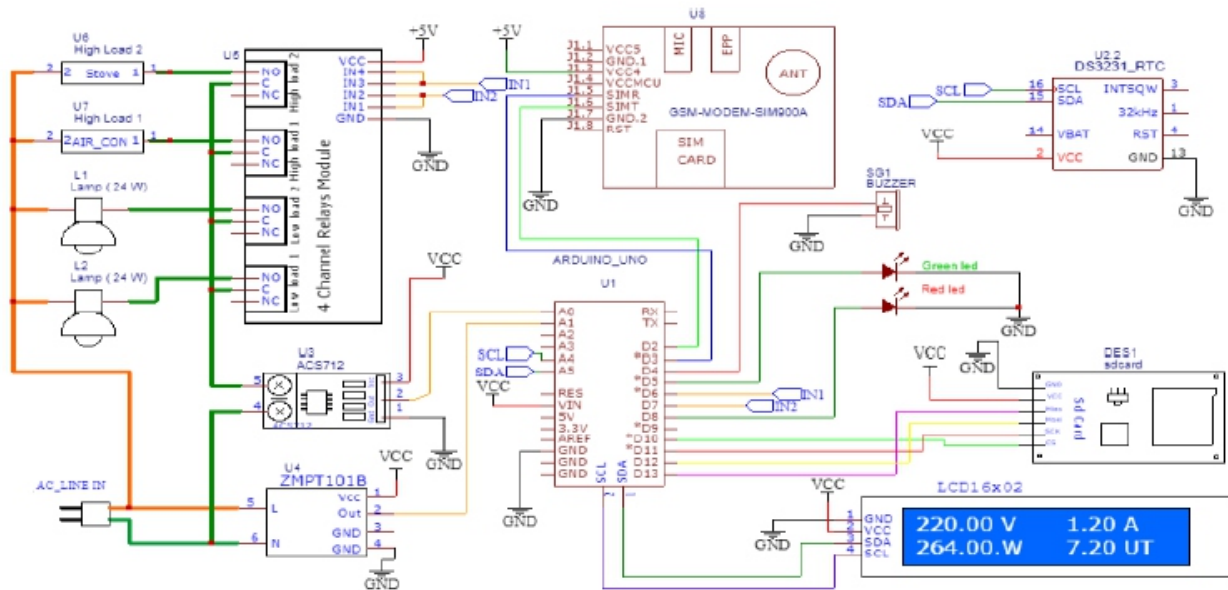 U6
High Load 2
2 Stove 1
2 1
U7
High Load 1
2 AIR_CON 1
2 1
L1
Lamp ( 24 W)
L2
Lamp ( 24 W)
U5
NO
C
NC
High load 2
NO
C
NC
High load 1
NO
C
NC
Low load 2
NO
C
NC
Low load 1
4 Channel Relays Module
VCC
IN4
IN3
IN2
IN1
GND
+5V
IN1
IN2
GND
+5V
GND
U8
J1.1 VCC5
J1.2 GND.1
J1.3 VCC4
J1.4 VCCMCU
J1.5 SIMR
J1.6 SIMT
J1.7 GND.2
J1.8 RST
MIC
EPP
ANT
GSM-MODEM-SIM900A
SIM
CARD
U2.2
DS3231_RTC
SCL 16 SCL INTSQW 3
SDA 15 SDA
32kHz 1
14 VBAT RST 4
VCC
2 VCC GND 13
GND
SG1
BUZZER
GND
Green led
Red led
GND
ARDUINO_UNO
U1
A0
A1
A2
A3
A4
A5
RES
VIN
5V
3.3V
AREF
GND
GND
GND
RX
TX
D2
*D3
D4
*D5
*D6
D7
D8
*D9
*D10
*D11
D12
D13
SCL
SDA
SCL
SDA
VCC
GND
IN1
IN2
U3
ACS712
5
4
3
2
1
ACS712
VCC
GND
U4
ZMPT101B
AC_LINE IN
5 L
6 N
Vcc 1
Out 2
GND 3
GND 4
VCC
GND
DES1
sdcard
GND
VCC
SCK
CS
Sd Card
VCC
GND
LCD16x02
VCC
GND
1 GND
2 VCC
3 SDA
4 SCL
220.00 V 1.20 A
264.00.W 7.20 UT